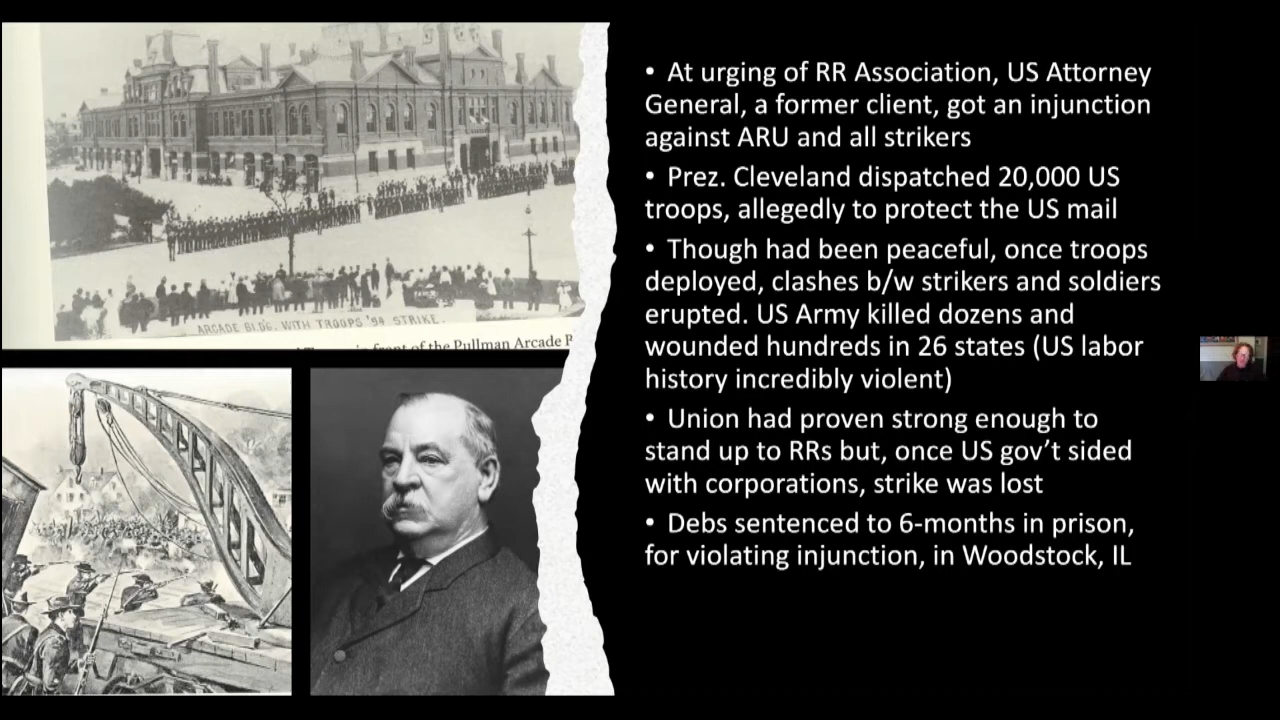 ARCADE BLDG. WITH TROOPS '94 STRIKE.
front of the Pullman Arcade
• At urging of RR Association, US Attorney
General, a former client, got an injunction
against ARU and all strikers
• Prez. Cleveland dispatched 20,000 US
troops, allegedly to protect the US mail
• Though had been peaceful, once troops
deployed, clashes b/w strikers and soldiers
erupted. US Army killed dozens and
wounded hundreds in 26 states (US labor
history incredibly violent)
• Union had proven strong enough to
stand up to RRs but, once US gov’t sided
with corporations, strike was lost
• Debs sentenced to 6-months in prison,
for violating injunction, in Woodstock, IL